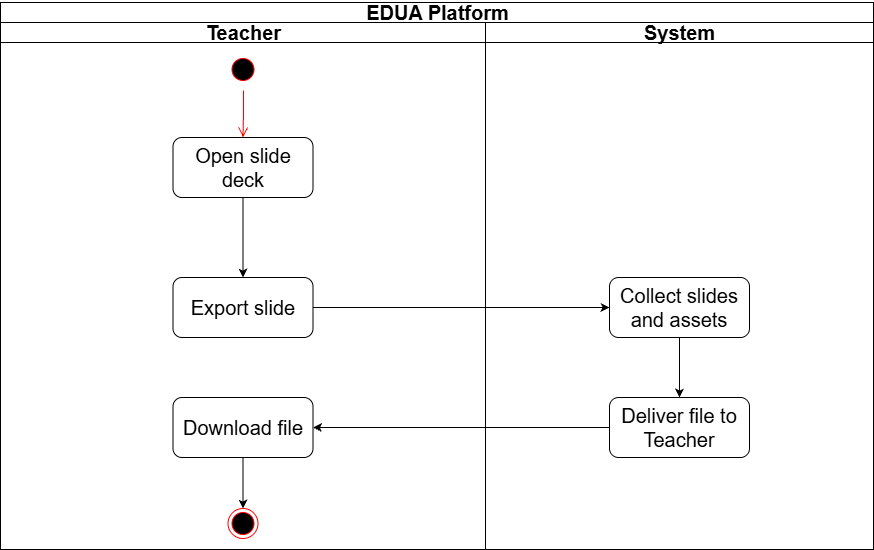 EDUA Platform
Teacher
System
Open slide
deck
Export slide
Collect slides
and assets
Download file
Deliver file to
Teacher